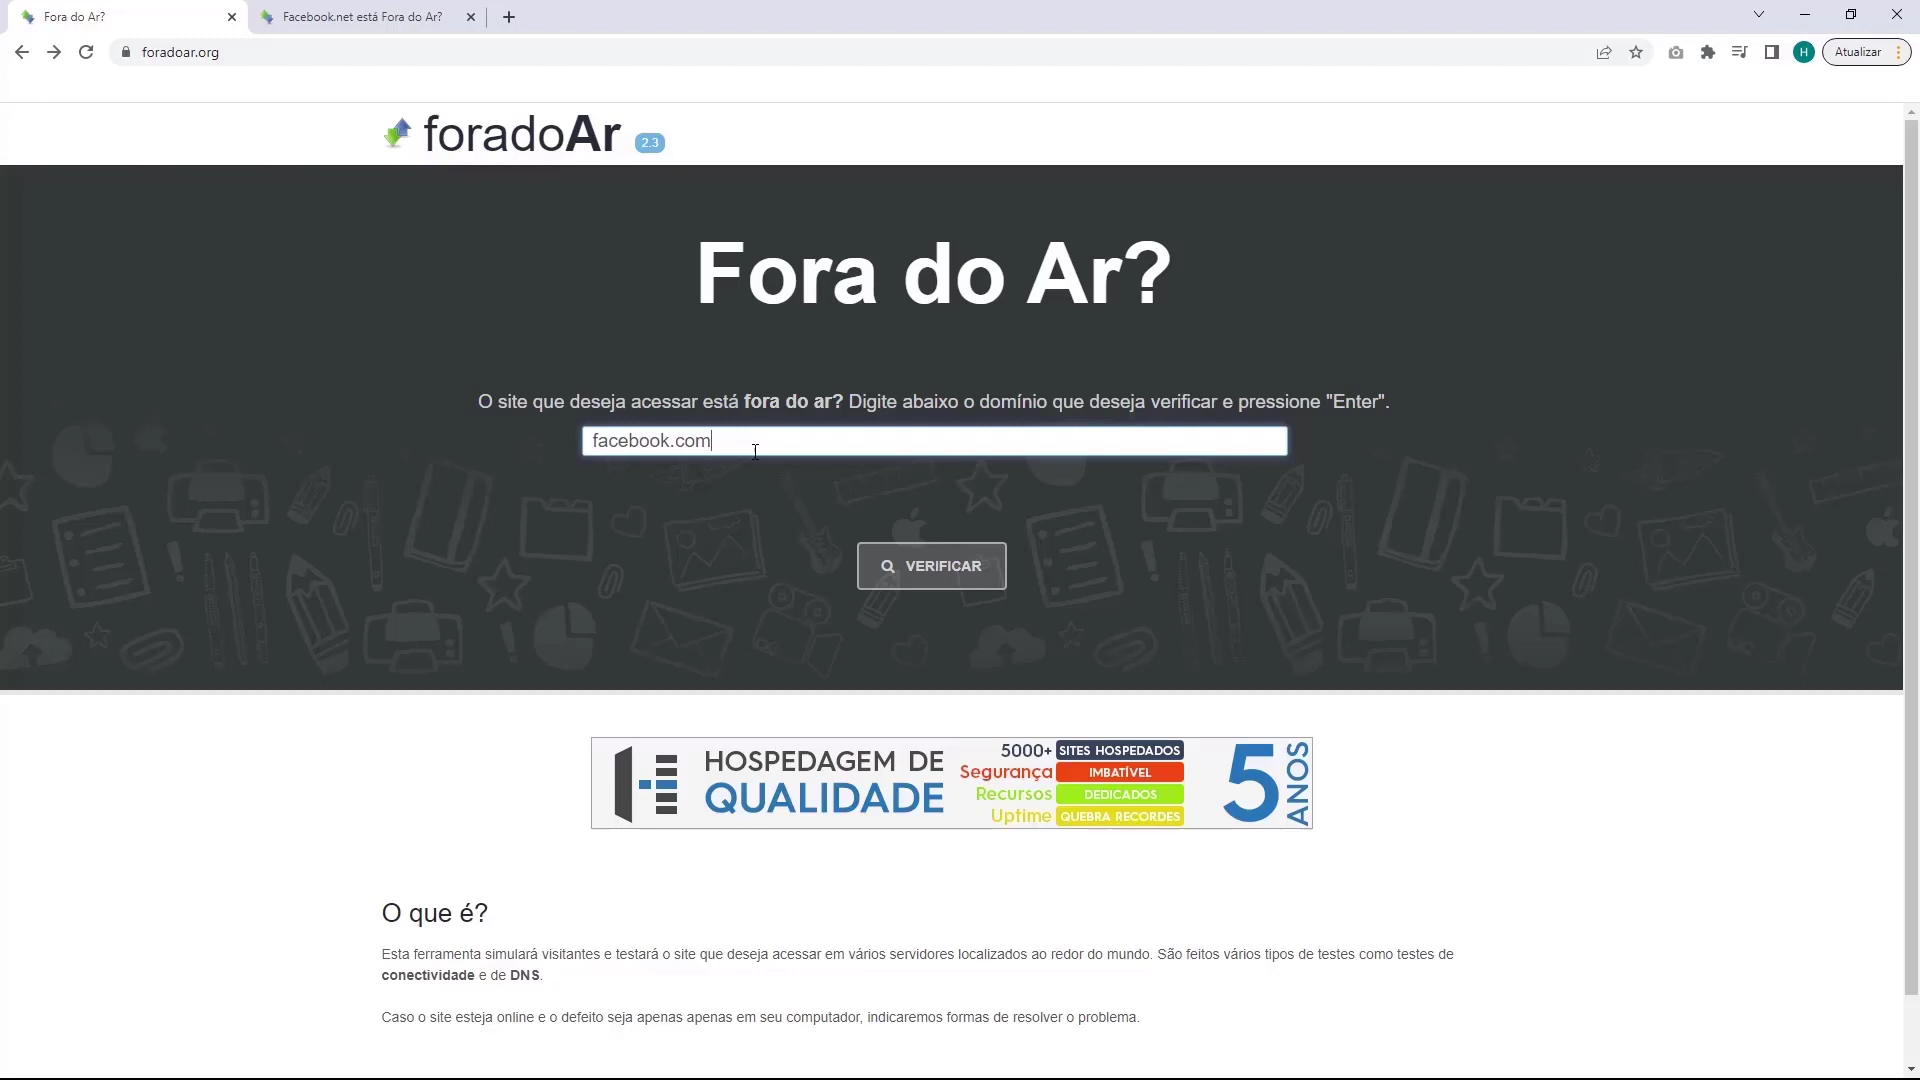 Fora do Ar?
Facebook.net está Fora do Ar?
foradoar.org
H
Atualizar
foradoAr 2.3
Fora do Ar?
O site que deseja acessar está fora do ar? Digite abaixo o domínio que deseja verificar e pressione "Enter".
facebook.com
VERIFICAR
HOSPEDAGEM DE
QUALIDADE
5000+ SITES HOSPEDADOS
Segurança IMBATÍVEL
Recursos DEDICADOS
Uptime QUEBRA RECORDES
5 ANOS
O que é?
Esta ferramenta simulará visitantes e testará o site que deseja acessar em vários servidores localizados ao redor do mundo. São feitos vários tipos de testes como testes de
conectividade e de DNS.
Caso o site esteja online e o defeito seja apenas apenas em seu computador, indicaremos formas de resolver o problema.